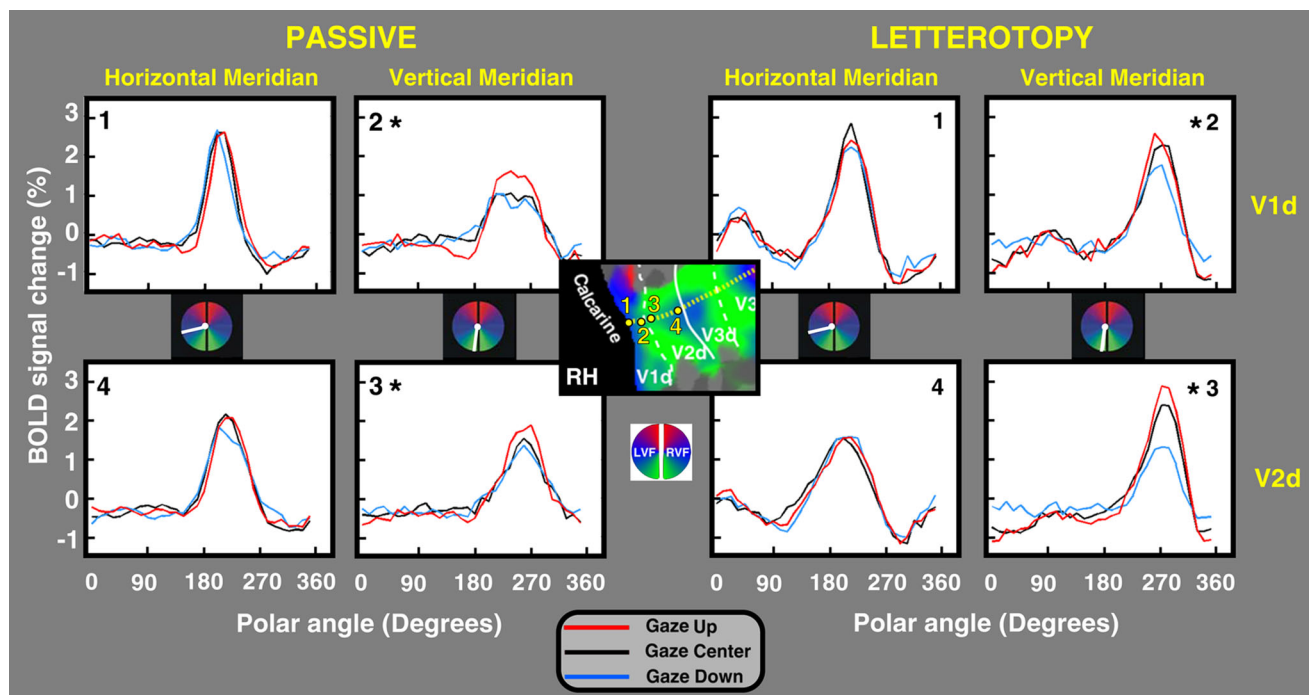 PASSIVE
LETTEROTOPY
Horizontal Meridian
Vertical Meridian
Horizontal Meridian
Vertical Meridian
BOLD signal change (%)
3
2
1
0
-1
1
2 *
1
* 2
V1d
Calcarine
1
2
3
4
V1d
V2d
V3d
V3
RH
LVF
RVF
3
2
1
0
-1
4
3 *
4
* 3
V2d
0 90 180 270 360
0 90 180 270 360
0 90 180 270 360
0 90 180 270 360
Polar angle (Degrees)
Polar angle (Degrees)
Gaze Up
Gaze Center
Gaze Down